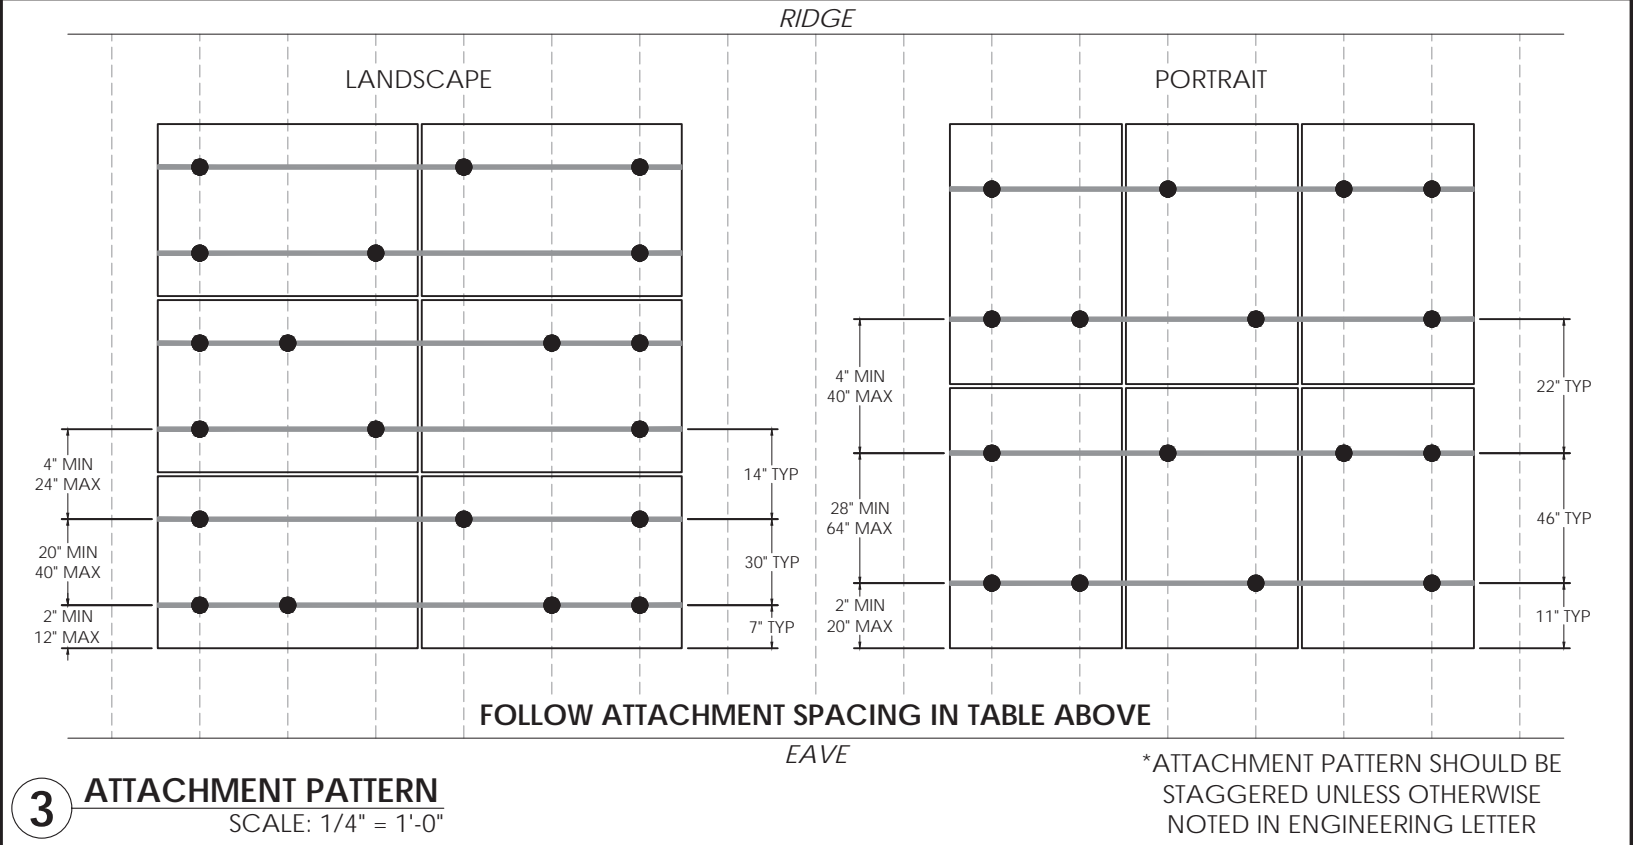 RIDGE
LANDSCAPE
PORTRAIT
4" MIN
24" MAX
20" MIN
40" MAX
2" MIN
12" MAX
14" TYP
30" TYP
7" TYP
4" MIN
40" MAX
28" MIN
64" MAX
2" MIN
20" MAX
22" TYP
46" TYP
11" TYP
FOLLOW ATTACHMENT SPACING IN TABLE ABOVE
EAVE
3 ATTACHMENT PATTERN
SCALE: 1/4" = 1'-0"
*ATTACHMENT PATTERN SHOULD BE
STAGGERED UNLESS OTHERWISE
NOTED IN ENGINEERING LETTER